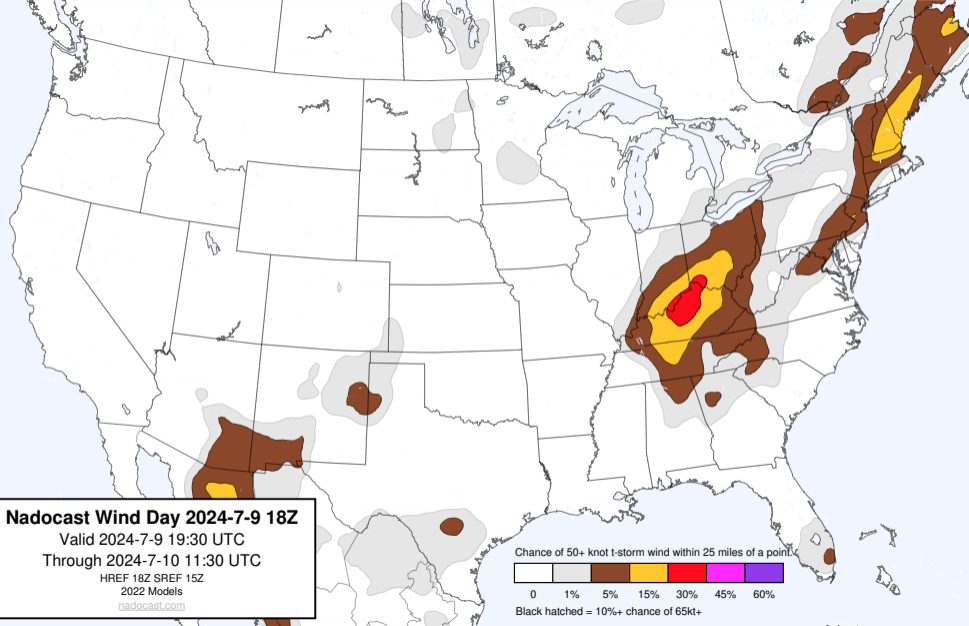 Nadocast Wind Day 2024-7-9 18Z
Valid 2024-7-9 19:30 UTC
Through 2024-7-10 11:30 UTC
HREF 18Z SREF 15Z
2022 Models
nadocast.com
Chance of 50+ knot t-storm wind within 25 miles of a point.
0 1% 5% 15% 30% 45% 60%
Black hatched = 10%+ chance of 65kt+